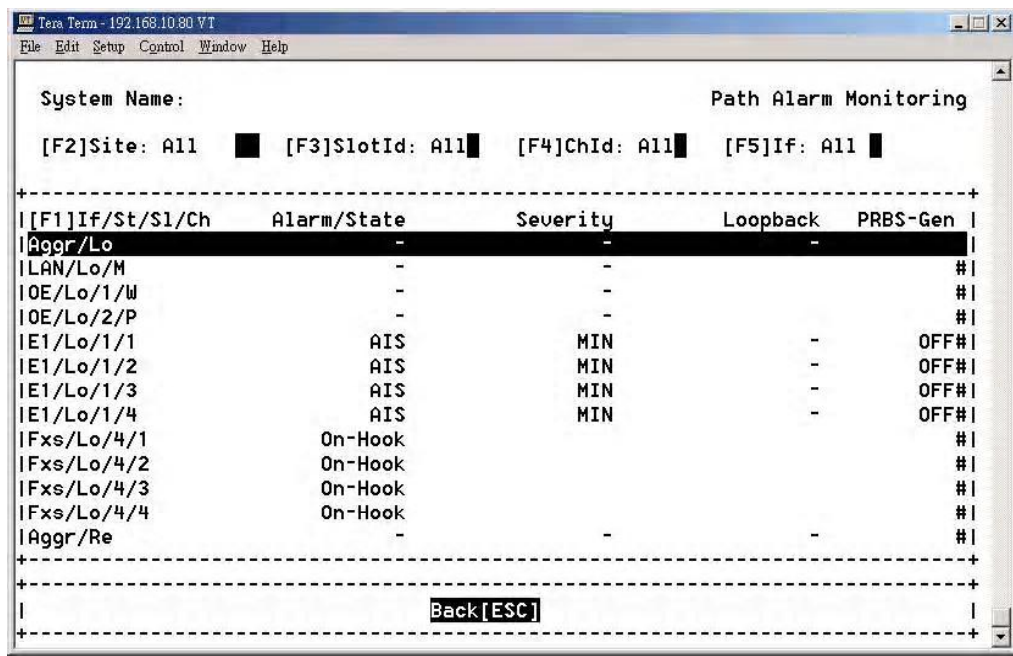 Tera Term - 192.168.10.80 VT
File Edit Setup Control Window Help
System Name: Path Alarm Monitoring
[F2]Site: All [F3]SlotId: All [F4]ChId: All [F5]If: All
+------------------------------------------------------------------------------+
|[F1]If/St/Sl/Ch Alarm/State Severity Loopback PRBS-Gen |
|Aggr/Lo - - - |
|LAN/Lo/M - - #|
|OE/Lo/1/W - - #|
|OE/Lo/2/P - - #|
|E1/Lo/1/1 AIS MIN - OFF#|
|E1/Lo/1/2 AIS MIN - OFF#|
|E1/Lo/1/3 AIS MIN - OFF#|
|E1/Lo/1/4 AIS MIN - OFF#|
|Fxs/Lo/4/1 On-Hook #|
|Fxs/Lo/4/2 On-Hook #|
|Fxs/Lo/4/3 On-Hook #|
|Fxs/Lo/4/4 On-Hook #|
|Aggr/Re - - - #|
+------------------------------------------------------------------------------+
+------------------------------------------------------------------------------+
| Back[ESC] |
+------------------------------------------------------------------------------+